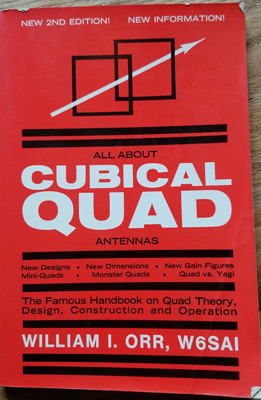 NEW 2ND EDITION! NEW INFORMATION!
ALL ABOUT
CUBICAL
QUAD
ANTENNAS
New Designs • New Dimensions • New Gain Figures
Mini-Quads • Monster Quads • Quad vs. Yagi
The Famous Handbook on Quad Theory,
Design, Construction and Operation
WILLIAM I. ORR, W6SAI